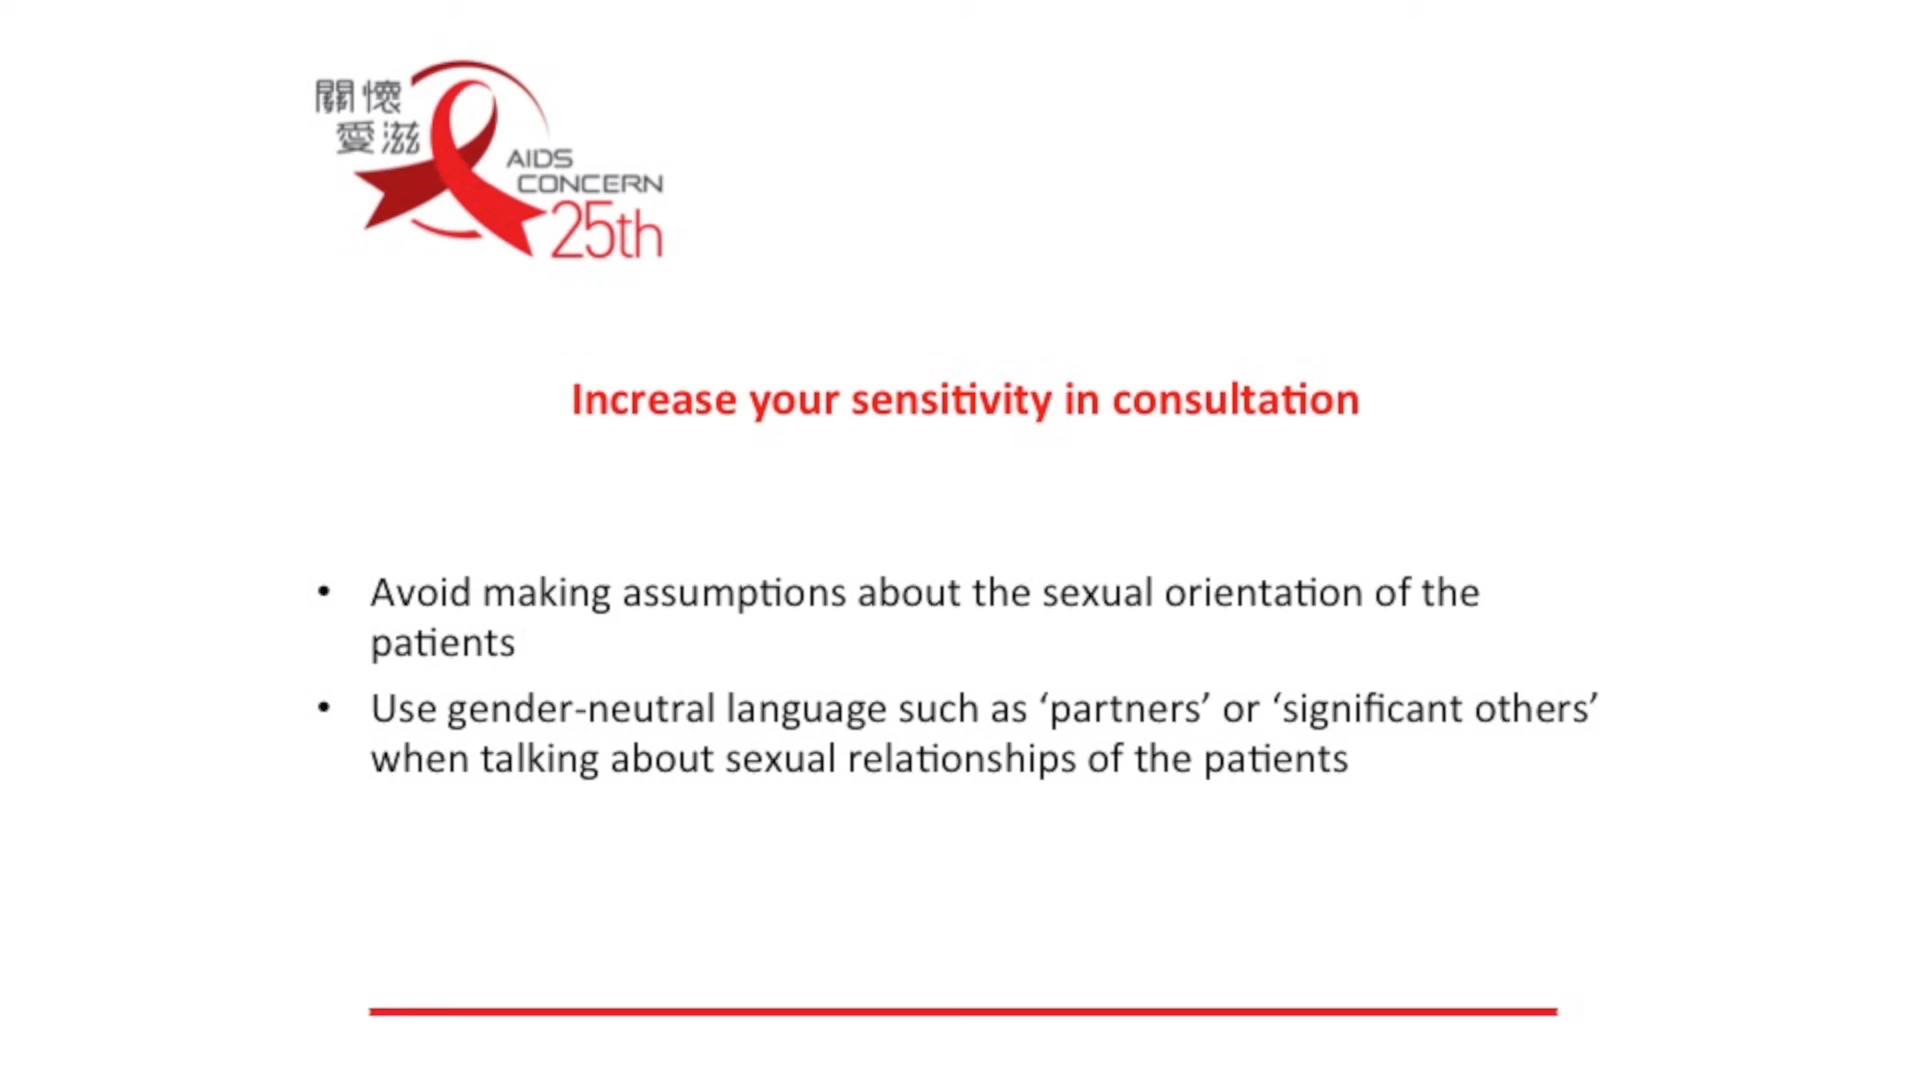 關懷
愛滋
AIDS
CONCERN
25th
Increase your sensitivity in consultation
• Avoid making assumptions about the sexual orientation of the
patients
• Use gender-neutral language such as ‘partners’ or ‘significant others’
when talking about sexual relationships of the patients